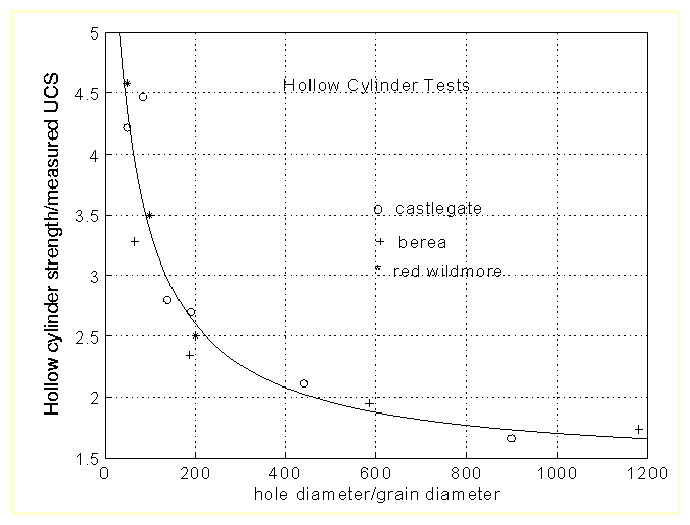 Hollow Cylinder Tests
castlegate
berea
red wildmore
Hollow cylinder strength/measured UCS
5
4.5
4
3.5
3
2.5
2
1.5
0 200 400 600 800 1000 1200
hole diameter/grain diameter